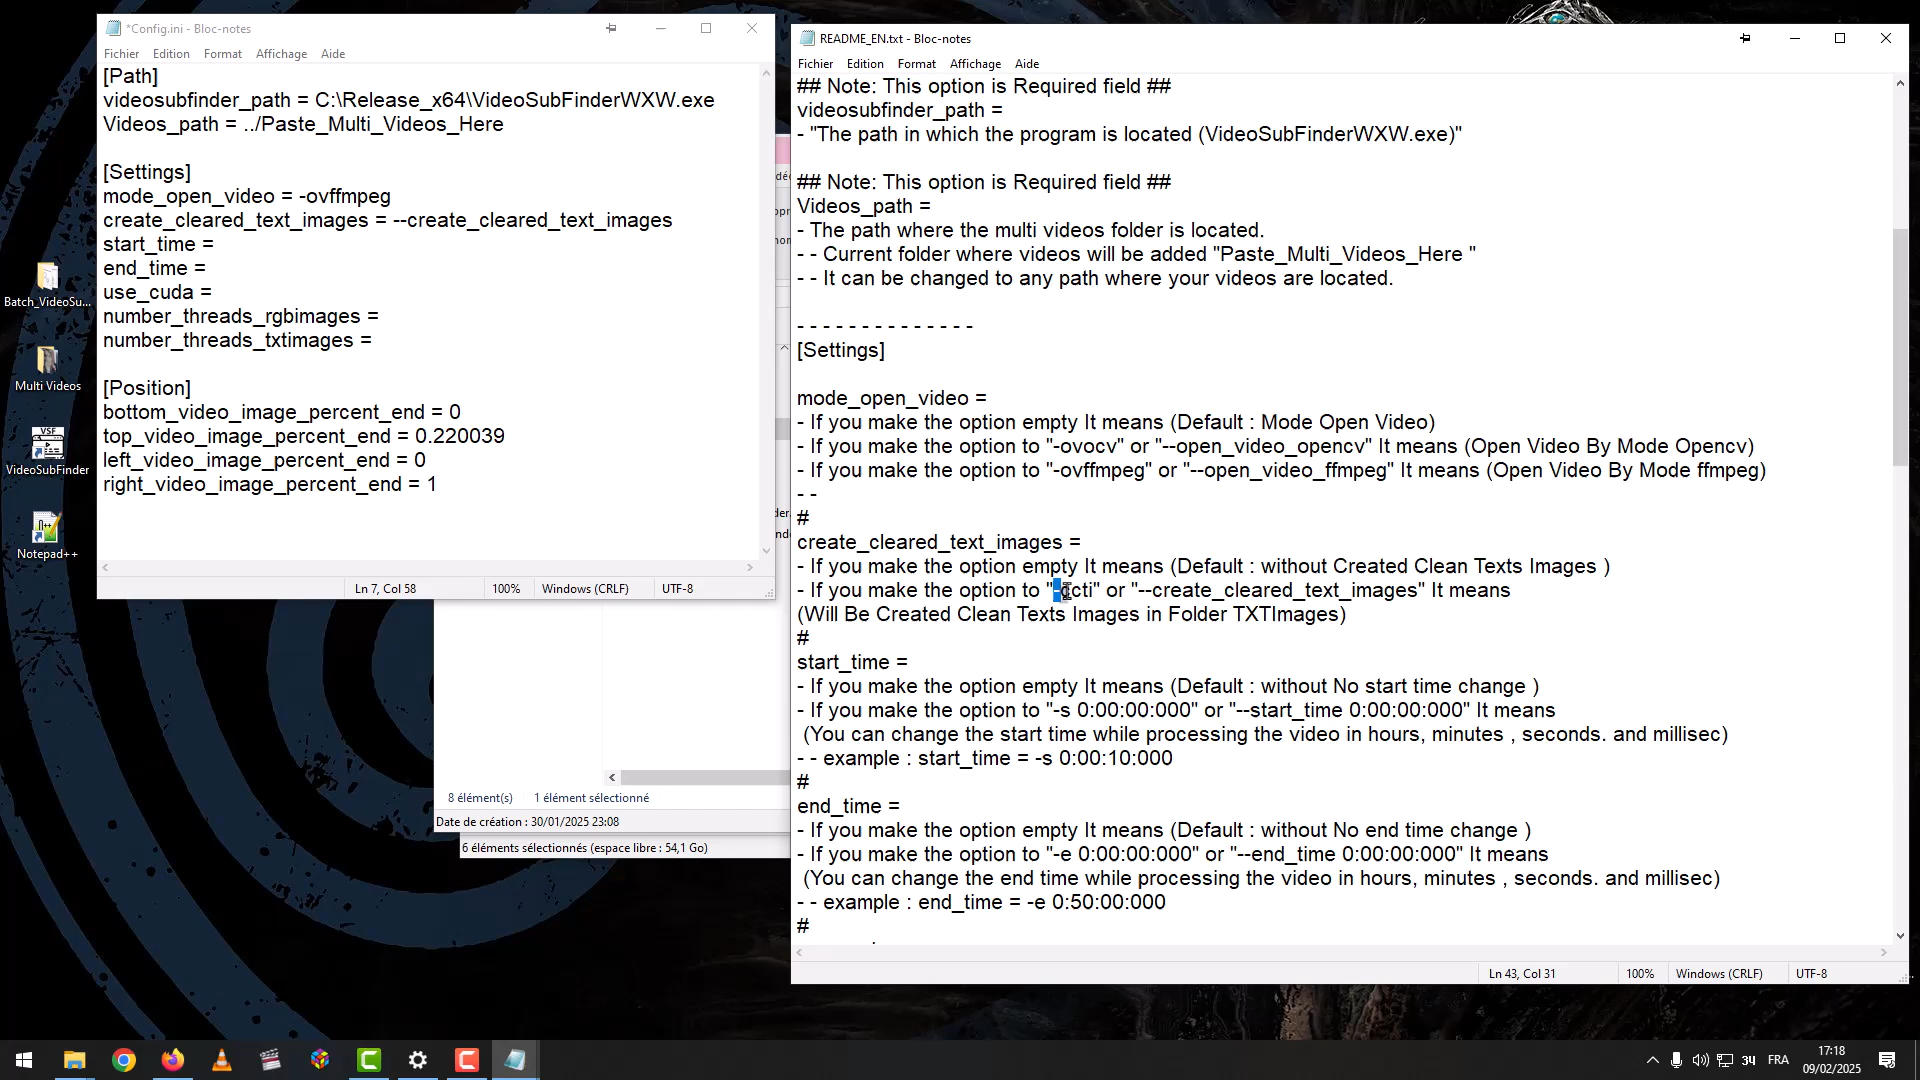 *Config.ini - Bloc-notes
Fichier Edition Format Affichage Aide
[Path]
videosubfinder_path = C:\Release_x64\VideoSubFinderWXW.exe
Videos_path = ../Paste_Multi_Videos_Here
[Settings]
mode_open_video = -ovffmpeg
create_cleared_text_images = --create_cleared_text_images
start_time =
end_time =
use_cuda =
number_threads_rgbimages =
number_threads_txtimages =
[Position]
bottom_video_image_percent_end = 0
top_video_image_percent_end = 0.220039
left_video_image_percent_end = 0
right_video_image_percent_end = 1
Ln 7, Col 58 100% Windows (CRLF) UTF-8
README_EN.txt - Bloc-notes
Fichier Edition Format Affichage Aide
## Note: This option is Required field ##
videosubfinder_path =
- "The path in which the program is located (VideoSubFinderWXW.exe)"
## Note: This option is Required field ##
Videos_path =
- The path where the multi videos folder is located.
- - Current folder where videos will be added "Paste_Multi_Videos_Here "
- - It can be changed to any path where your videos are located.
- - - - - - - - - - - - - -
[Settings]
mode_open_video =
- If you make the option empty It means (Default : Mode Open Video)
- If you make the option to "-ovocv" or "--open_video_opencv" It means (Open Video By Mode Opencv)
- If you make the option to "-ovffmpeg" or "--open_video_ffmpeg" It means (Open Video By Mode ffmpeg)
- -
#
create_cleared_text_images =
- If you make the option empty It means (Default : without Created Clean Texts Images )
- If you make the option to "-ccti" or "--create_cleared_text_images" It means
(Will Be Created Clean Texts Images in Folder TXTImages)
#
start_time =
- If you make the option empty It means (Default : without No start time change )
- If you make the option to "-s 0:00:00:000" or "--start_time 0:00:00:000" It means
(You can change the start time while processing the video in hours, minutes , seconds. and millisec)
- - example : start_time = -s 0:00:10:000
#
end_time =
- If you make the option empty It means (Default : without No end time change )
- If you make the option to "-e 0:00:00:000" or "--end_time 0:00:00:000" It means
(You can change the end time while processing the video in hours, minutes , seconds. and millisec)
- - example : end_time = -e 0:50:00:000
#
Ln 43, Col 31 100% Windows (CRLF) UTF-8
Batch_VideoSu...
Multi Videos
VSF
VideoSubFinder
Notepad++
8 élément(s) 1 élément sélectionné
Date de création : 30/01/2025 23:08
6 éléments sélectionnés (espace libre : 54,1 Go)
FRA
17:18
09/02/2025